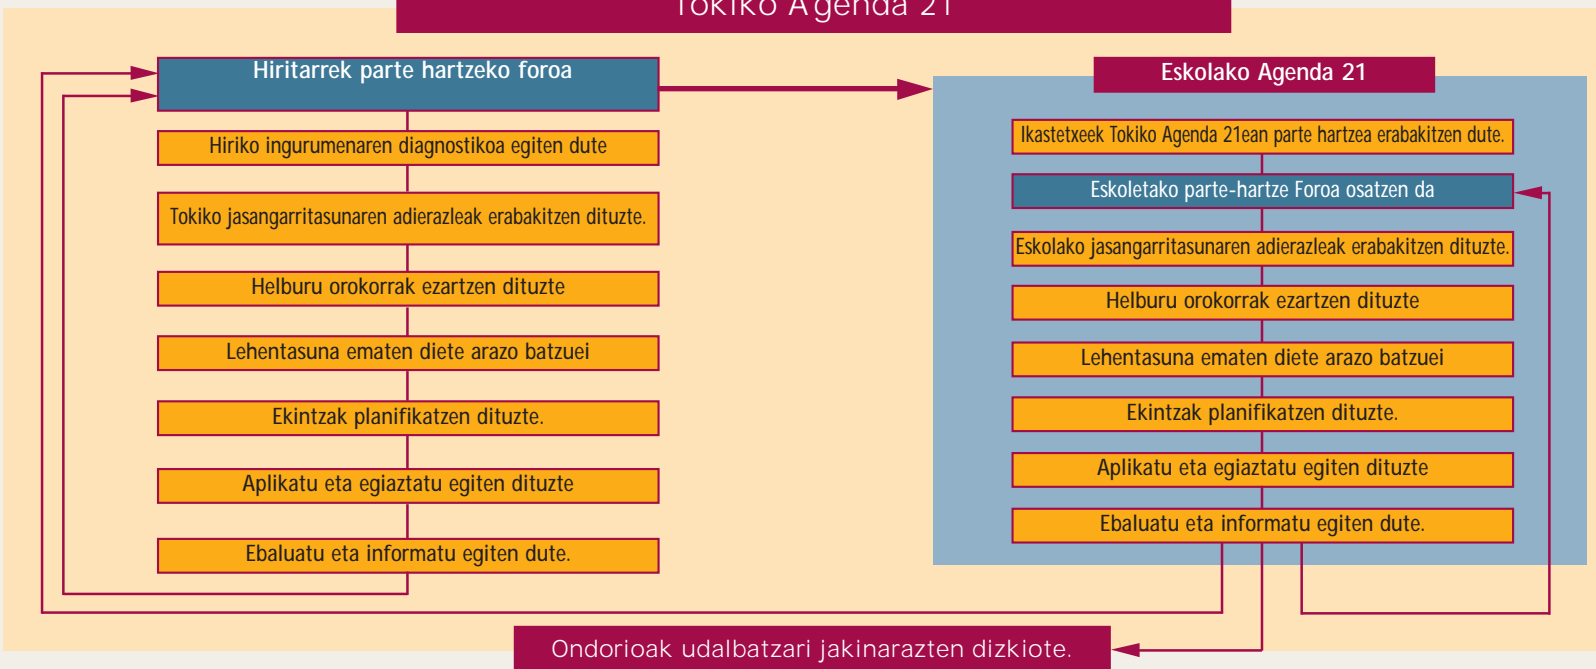 Tokiko Agenda 21
Hiritarrek parte hartzeko foroa
Hiriko ingurumenaren diagnostikoa egiten dute
Tokiko jasangarritasunaren adierazleak erabakitzen dituzte.
Helburu orokorrak ezartzen dituzte
Lehentasuna ematen diete arazo batzuei
Ekintzak planifikatzen dituzte.
Aplikatu eta egiaztatu egiten dituzte
Ebaluatu eta informatu egiten dute.
Eskolako Agenda 21
Ikastetxeek Tokiko Agenda 21ean parte hartzea erabakitzen dute.
Eskoletako parte-hartze Foroa osatzen da
Eskolako jasangarritasunaren adierazleak erabakitzen dituzte.
Helburu orokorrak ezartzen dituzte
Lehentasuna ematen diete arazo batzuei
Ekintzak planifikatzen dituzte.
Aplikatu eta egiaztatu egiten dituzte
Ebaluatu eta informatu egiten dute.
Ondorioak udalbatzari jakinarazten dizkiote.